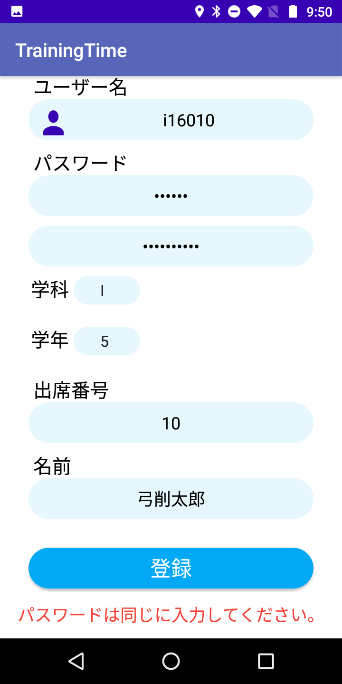 9:50
TrainingTime
ユーザー名
i16010
パスワード
••••••
••••••••••
学科 I
学年 5
出席番号
10
名前
弓削太郎
登録
パスワードは同じに入力してください。